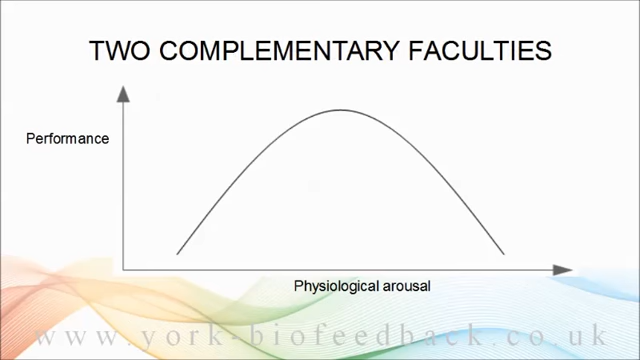 TWO COMPLEMENTARY FACULTIES
Performance
Physiological arousal
www.york-biofeedback.co.uk